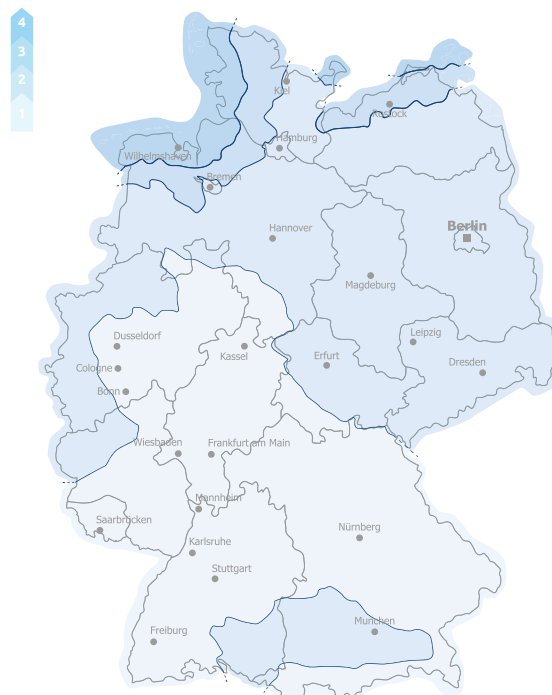 4
3
2
1
Kiel
Rostock
Hamburg
Wilhelmshaven
Bremen
Berlin
Hannover
Magdeburg
Dusseldorf
Leipzig
Kassel
Erfurt
Cologne
Dresden
Bonn
Wiesbaden
Frankfurt am Main
Mannheim
Saarbrücken
Nürnberg
Karlsruhe
Stuttgart
Freiburg
Munchen